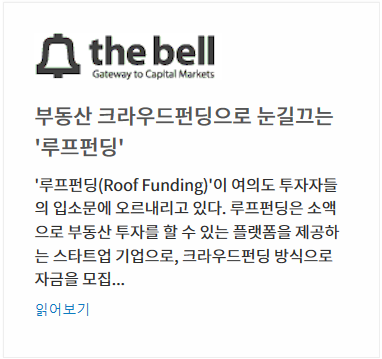 the bell
Gateway to Capital Markets
부동산 크라우드펀딩으로 눈길끄는
'루프펀딩'
'루프펀딩(Roof Funding)'이 여의도 투자자들
의 입소문에 오르내리고 있다. 루프펀딩은 소액
으로 부동산 투자를 할 수 있는 플랫폼을 제공하
는 스타트업 기업으로, 크라우드펀딩 방식으로
자금을 모집...
읽어보기